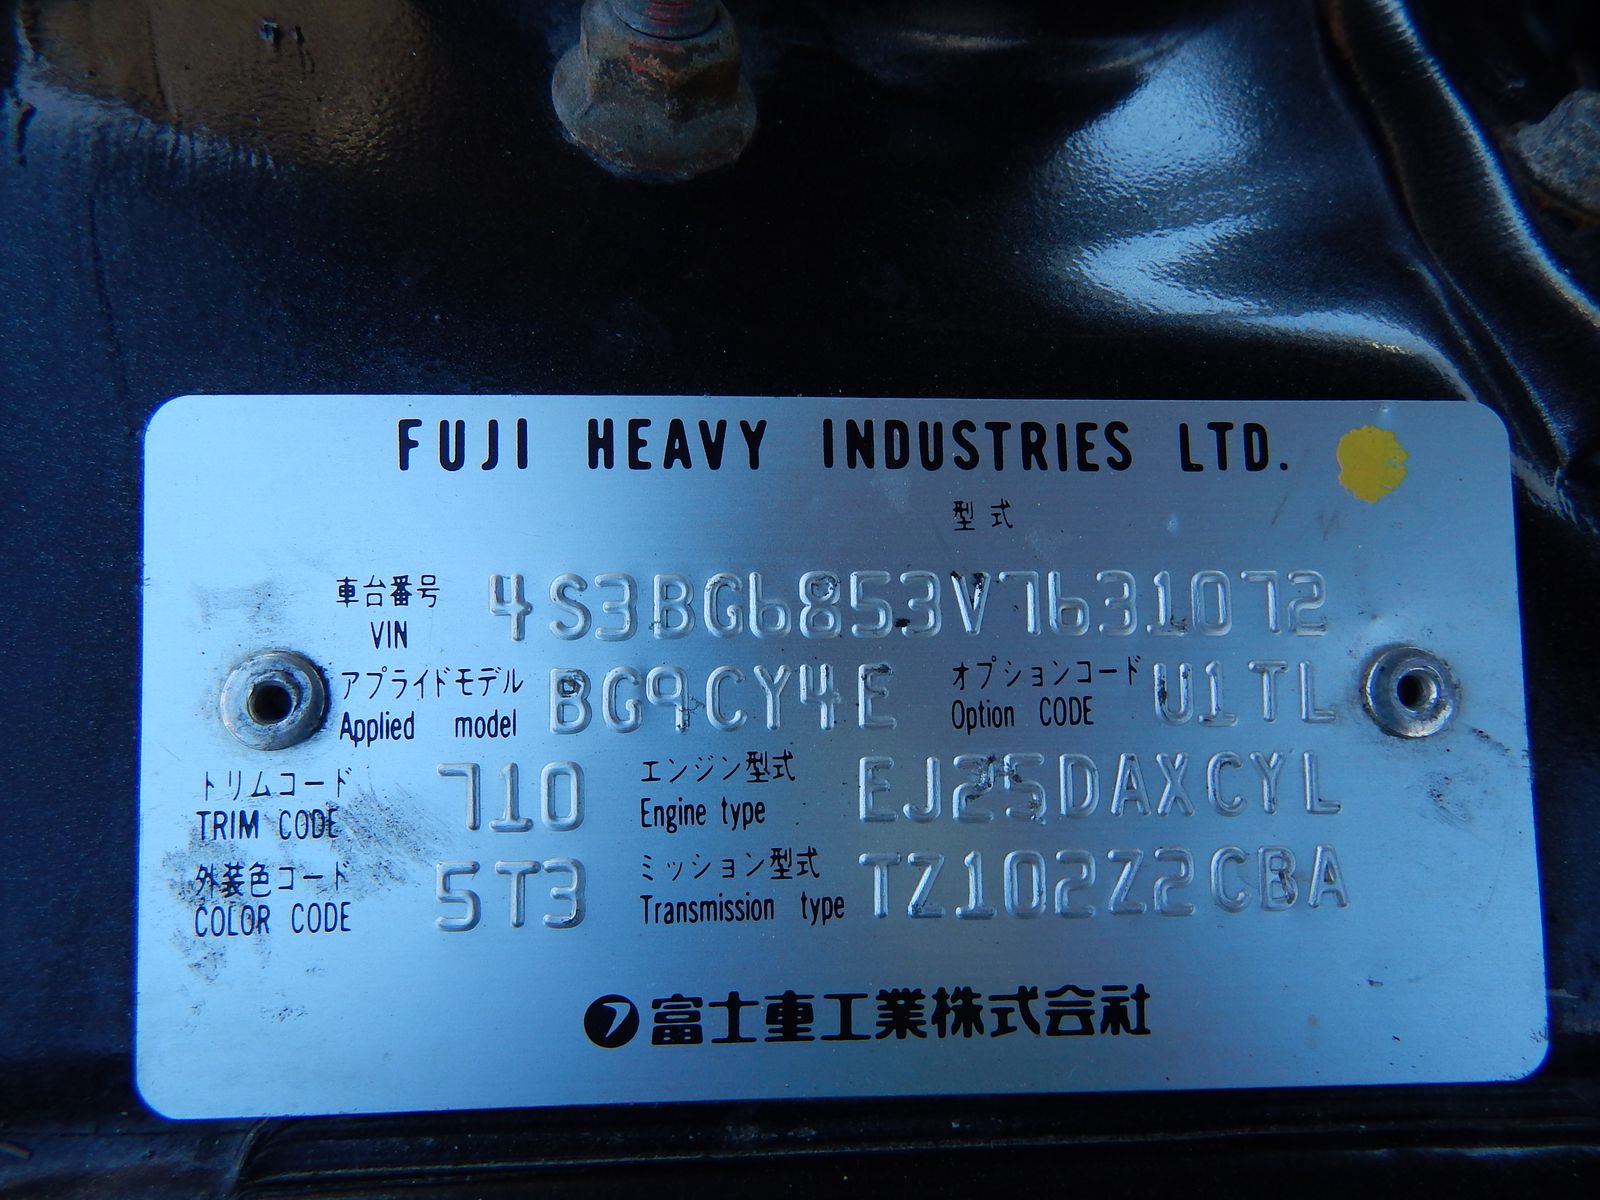 FUJI HEAVY INDUSTRIES LTD.
型式
車台番号 4S3BG6853V7631072
VIN
アプライドモデル BG9CY4E オプションコード U1TL
Applied model Option CODE
トリムコード 710 エンジン型式 EJ25DAXCYL
TRIM CODE Engine type
外装色コード 5T3 ミッション型式 TZ102Z2CBA
COLOR CODE Transmission type
富士重工業株式会社